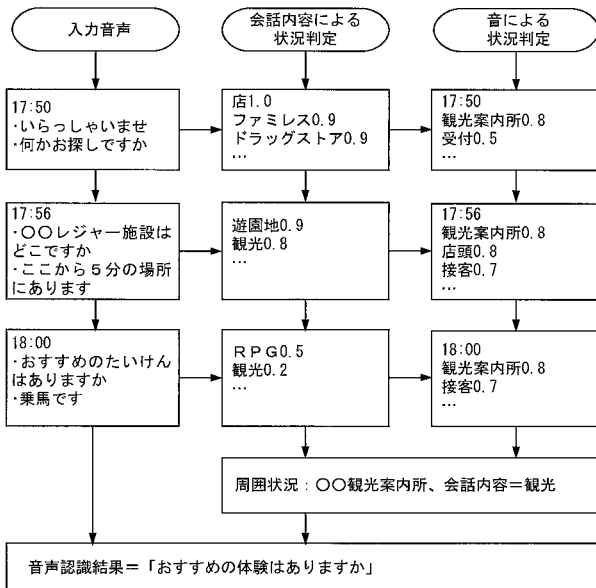 入力音声
会話内容による
状況判定
音による
状況判定
17:50
・いらっしゃいませ
・何かお探しですか
店1.0
ファミレス0.9
ドラッグストア0.9
…
17:50
観光案内所0.8
受付0.5
…
17:56
・〇〇レジャー施設は
どこですか
・ここから５分の場所
にあります
遊園地0.9
観光0.8
…
17:56
観光案内所0.8
店頭0.8
接客0.7
…
18:00
・おすすめのたいけん
はありますか
・乗馬です
ＲＰＧ0.5
観光0.2
…
18:00
観光案内所0.8
接客0.7
…
周囲状況：〇〇観光案内所、会話内容＝観光
音声認識結果＝「おすすめの体験はありますか」